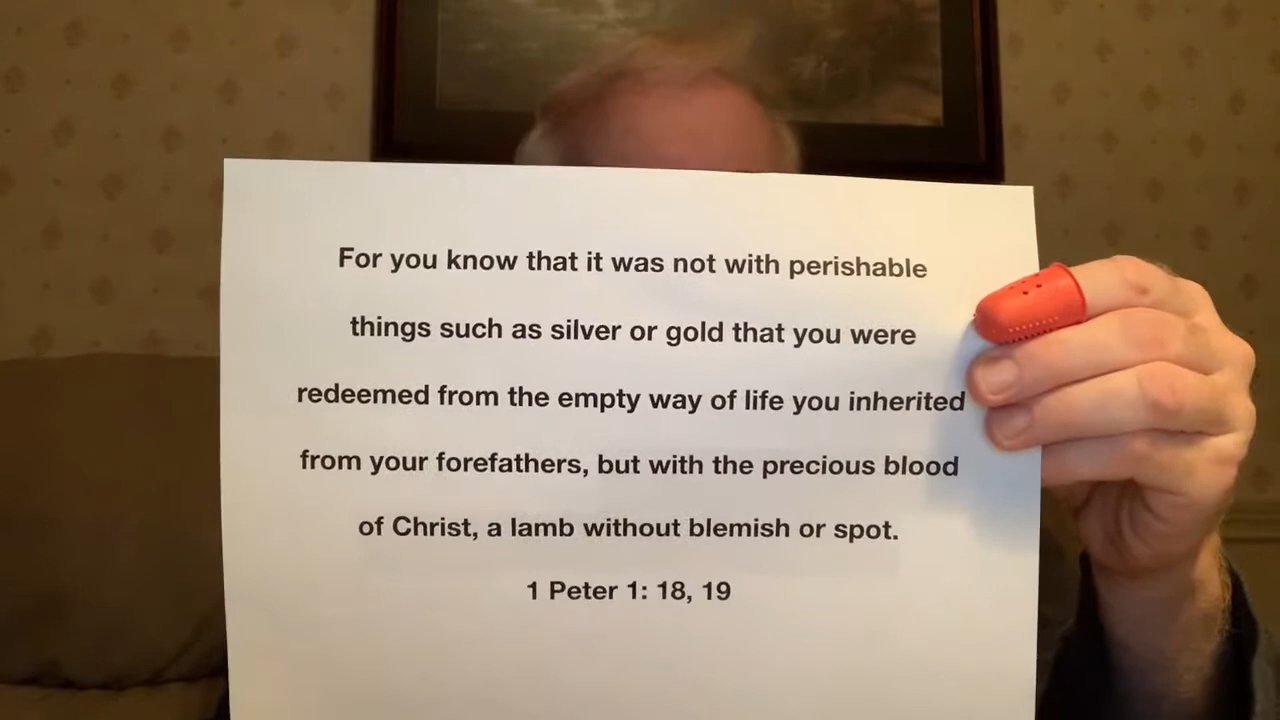 For you know that it was not with perishable
things such as silver or gold that you were
redeemed from the empty way of life you inherited
from your forefathers, but with the precious blood
of Christ, a lamb without blemish or spot.
1 Peter 1: 18, 19